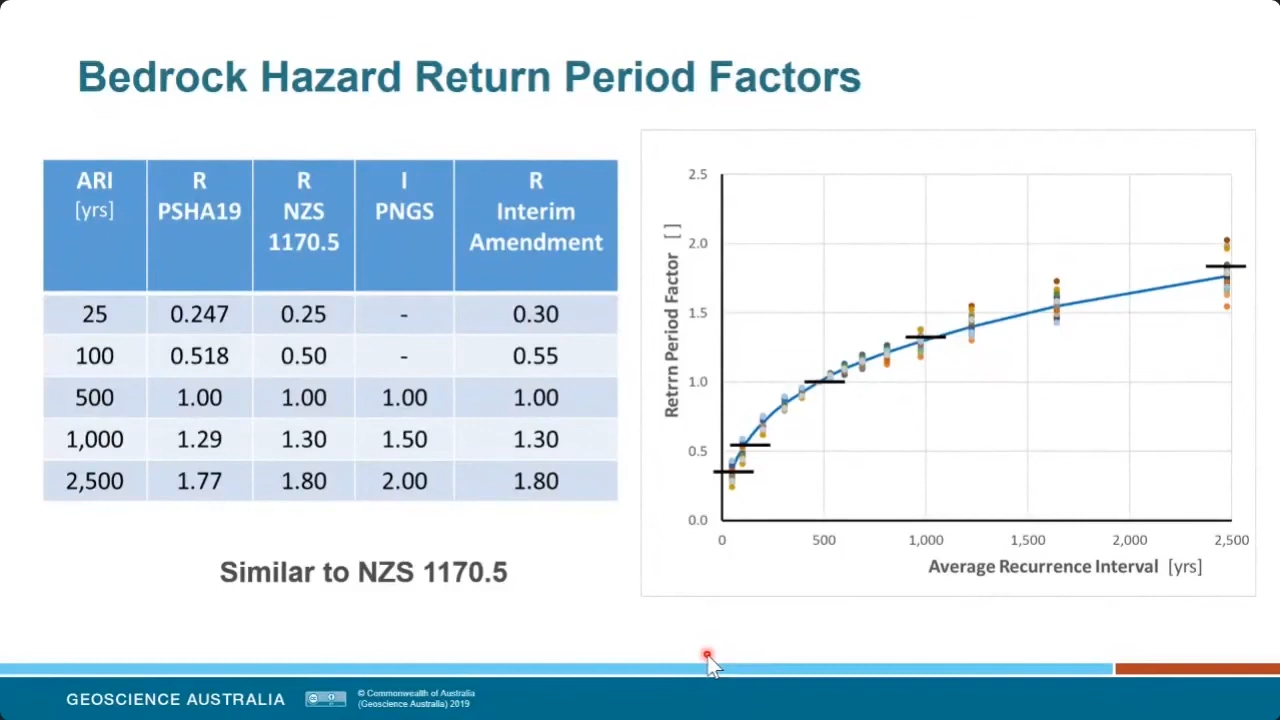 Bedrock Hazard Return Period Factors
ARI R R I R
[yrs] PSHA19 NZS PNGS Interim
1170.5 Amendment
25 0.247 0.25 - 0.30
100 0.518 0.50 - 0.55
500 1.00 1.00 1.00 1.00
1,000 1.29 1.30 1.50 1.30
2,500 1.77 1.80 2.00 1.80
Similar to NZS 1170.5
Retrrn Period Factor [ ]
2.5
2.0
1.5
1.0
0.5
0.0
0 500 1,000 1,500 2,000 2,500
Average Recurrence Interval [yrs]
GEOSCIENCE AUSTRALIA
© Commonwealth of Australia
(Geoscience Australia) 2019